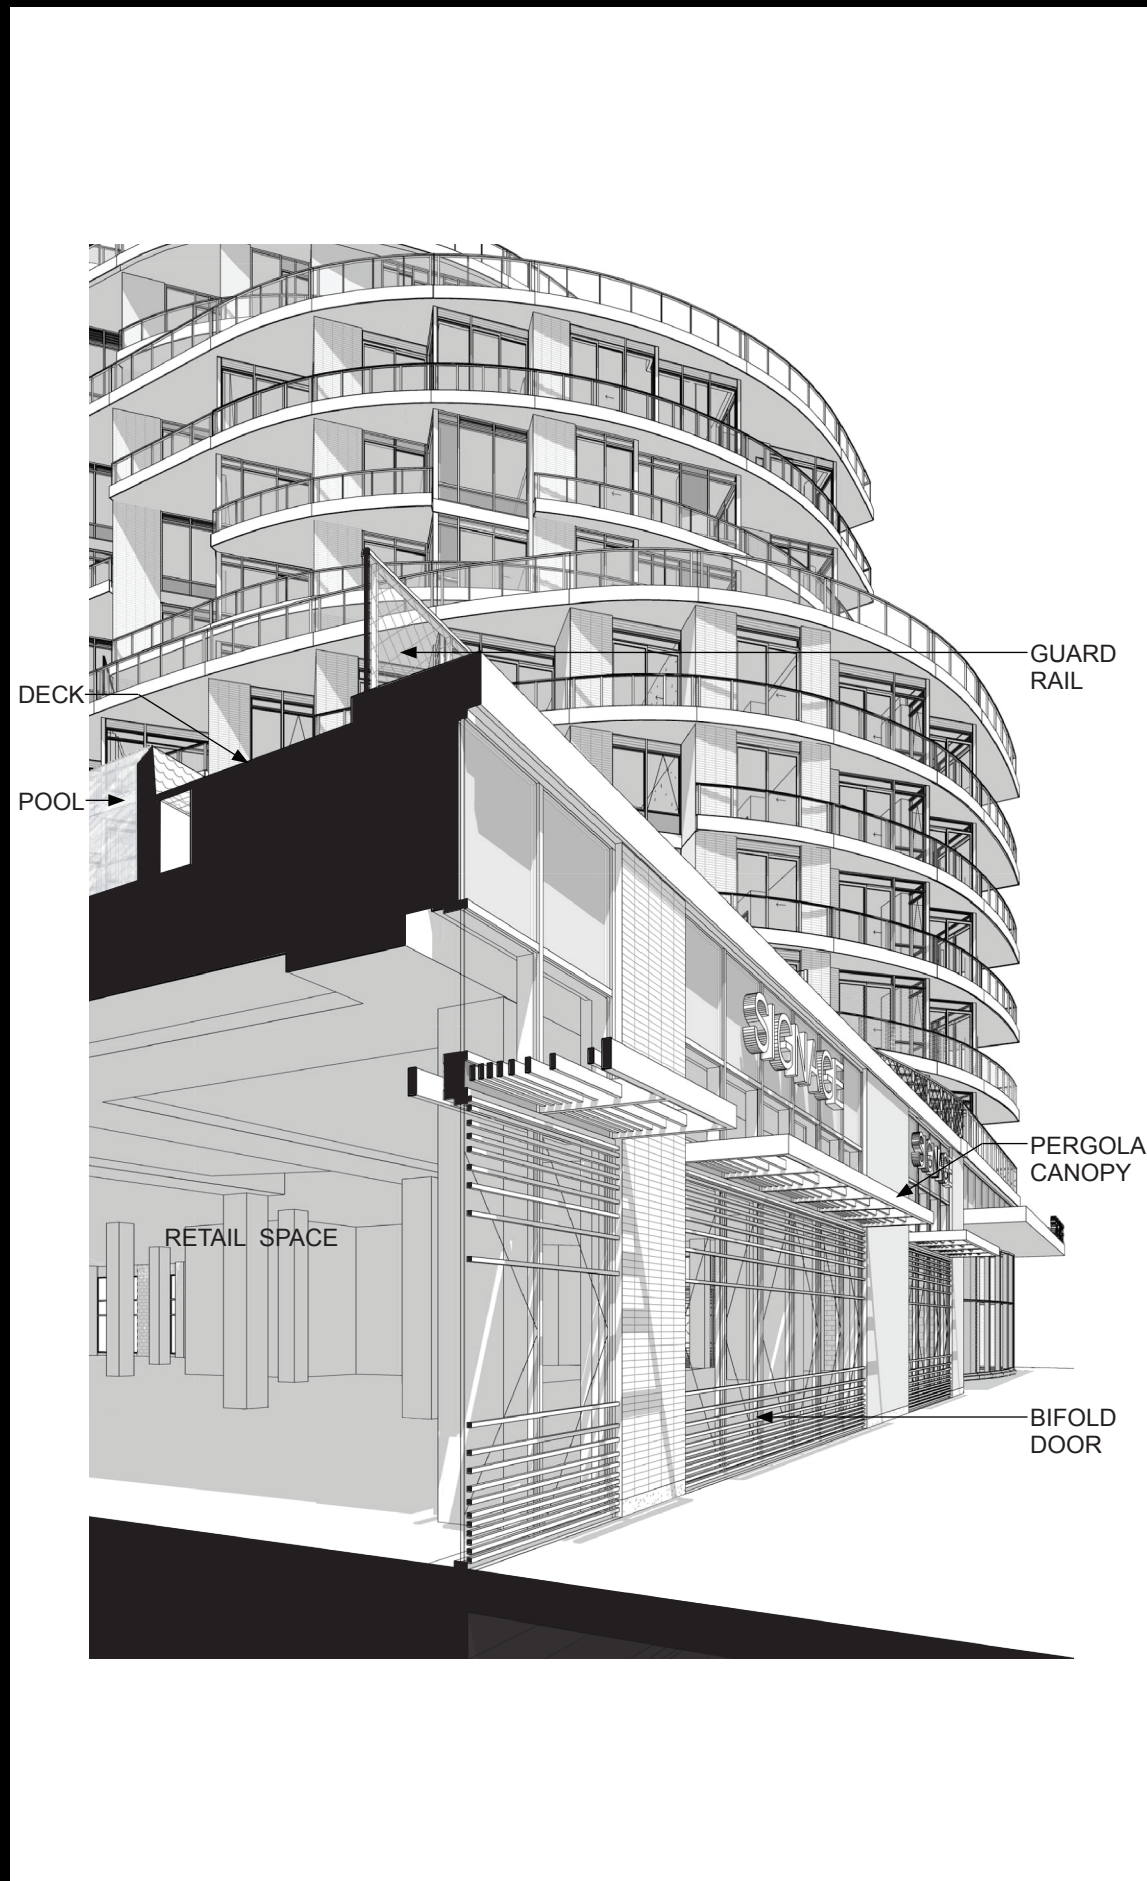 GUARD
RAIL
DECK
POOL
SIGNAGE
PERGOLA
CANOPY
RETAIL SPACE
BIFOLD
DOOR